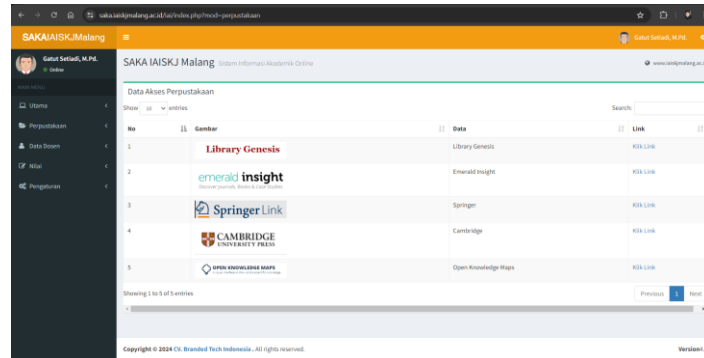 saka.iaiskjmalang.ac.id/iai/index.php?mod=perpustakaan
SAKAIAISKJMalang
Gatut Setiadi, M.Pd.
Gatut Setiadi, M.Pd.
Online
SAKA IAISKJ Malang Sistem Informasi Akademik Online
MAIN MENU
Utama
Perpustakaan
Data Dosen
Nilai
Pengaturan
Data Akses Perpustakaan
Show 10 entries
Search:
No Gambar Data Link
1 Library Genesis Library Genesis Klik Link
2 emerald insight Emerald Insight Klik Link
Discover Journals, Books & Case Studies
3 Springer Link Springer Klik Link
4 CAMBRIDGE UNIVERSITY PRESS Cambridge Klik Link
5 OPEN KNOWLEDGE MAPS Open Knowledge Maps Klik Link
Showing 1 to 5 of 5 entries
Previous 1 Next
Copyright © 2024 CV. Branded Tech Indonesia. All rights reserved.
Version